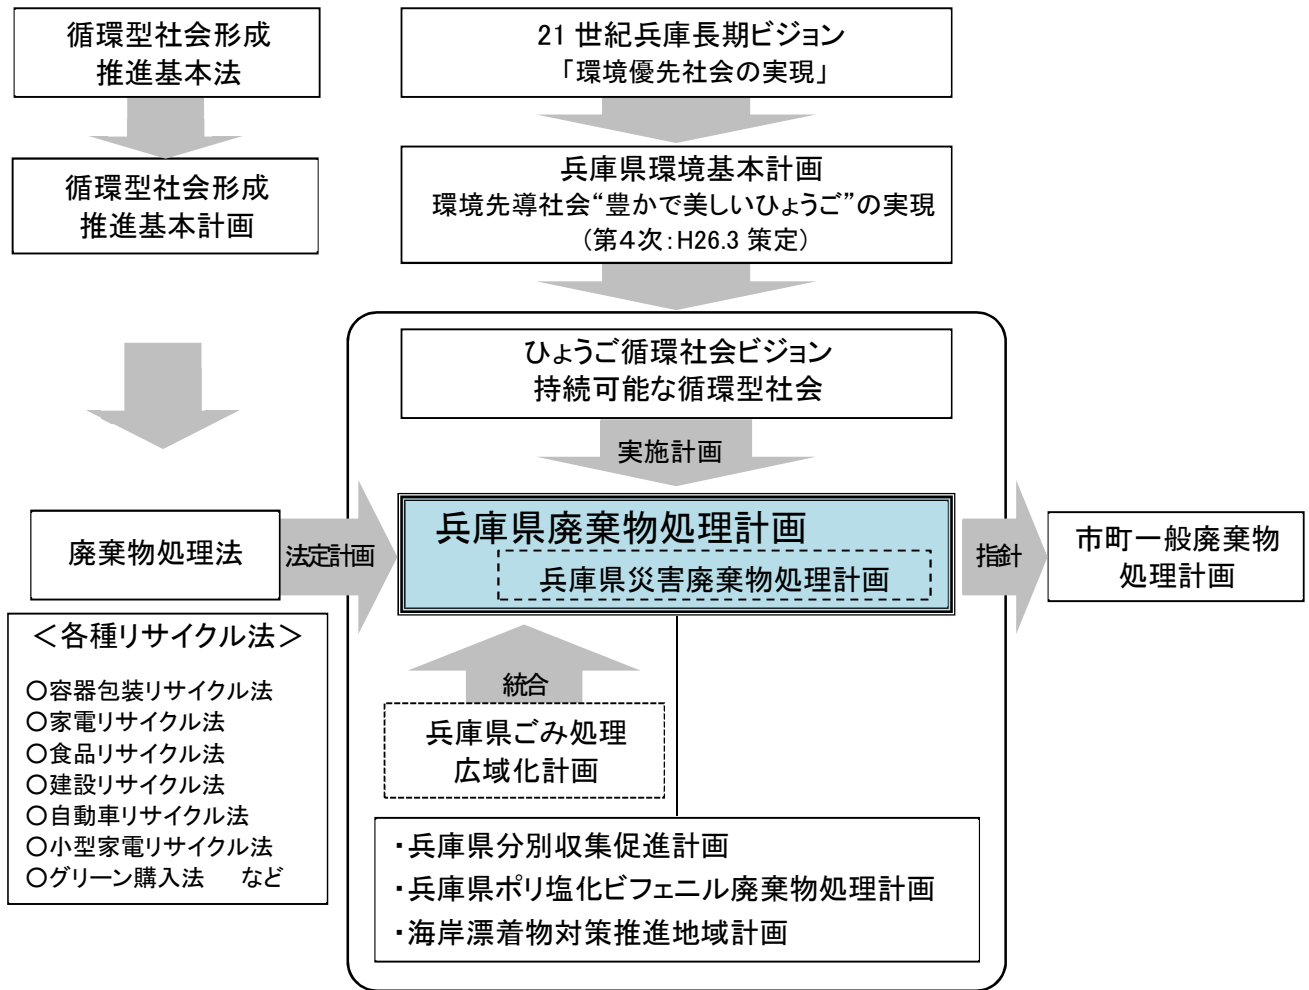 循環型社会形成
推進基本法
21 世紀兵庫長期ビジョン
「環境優先社会の実現」
循環型社会形成
推進基本計画
兵庫県環境基本計画
環境先導社会“豊かで美しいひょうご”の実現
（第４次：H26.3 策定）
ひょうご循環社会ビジョン
持続可能な循環型社会
実施計画
廃棄物処理法
法定計画
兵庫県廃棄物処理計画
兵庫県災害廃棄物処理計画
指針
市町一般廃棄物
処理計画
＜各種リサイクル法＞
○容器包装リサイクル法
○家電リサイクル法
○食品リサイクル法
○建設リサイクル法
○自動車リサイクル法
○小型家電リサイクル法
○グリーン購入法　など
統合
兵庫県ごみ処理
広域化計画
・兵庫県分別収集促進計画
・兵庫県ポリ塩化ビフェニル廃棄物処理計画
・海岸漂着物対策推進地域計画